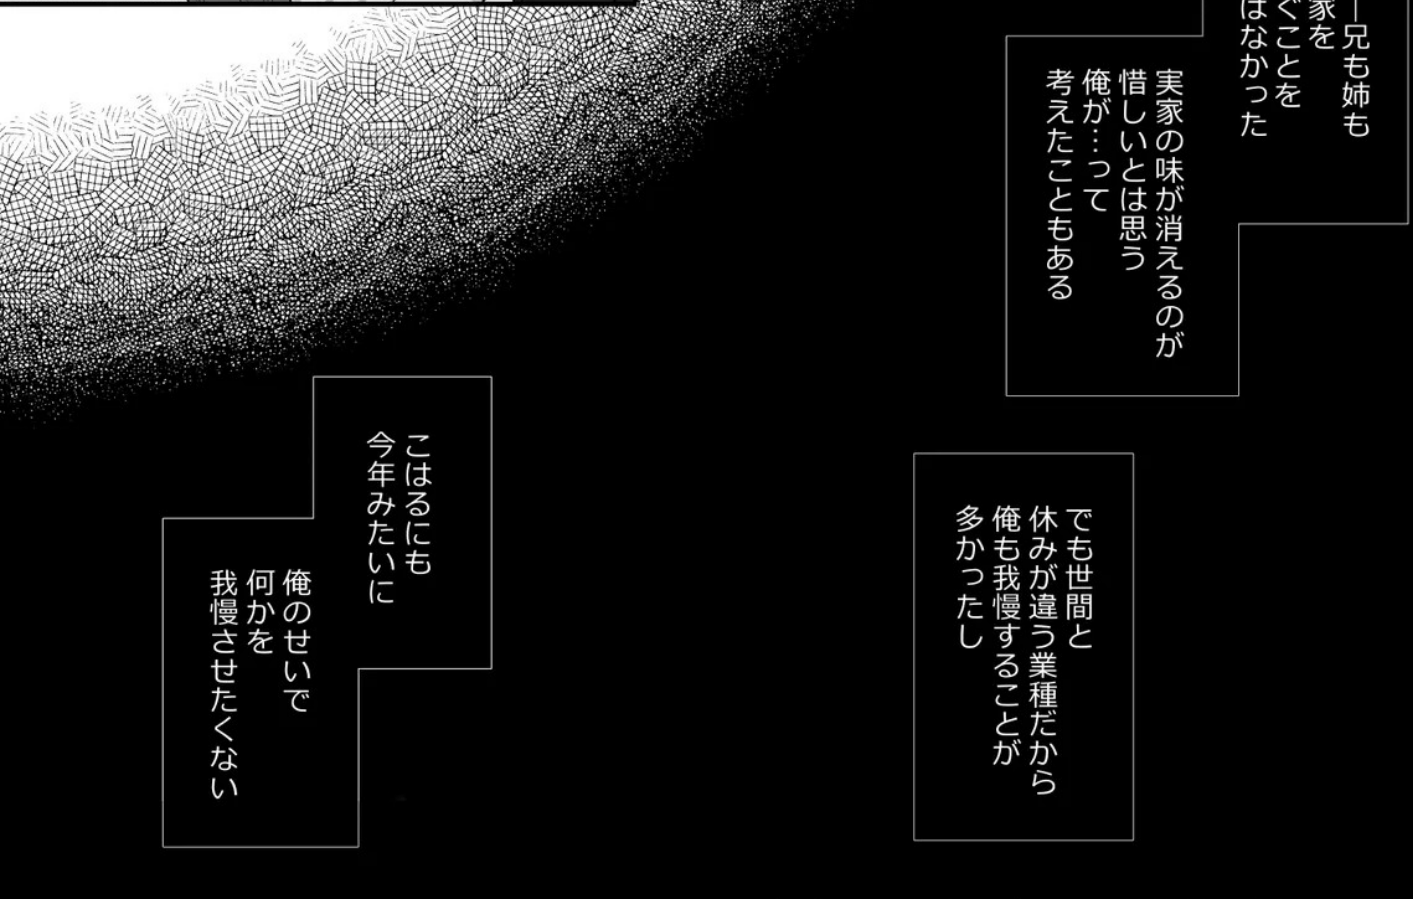 兄も姉も
家を
ぐことを
はなかった
実家の味が消えるのが
惜しいとは思う
俺が…って
考えたこともある
でも世間と
休みが違う業種だから
俺も我慢することが
多かったし
こはるにも
今年みたいに
俺のせいで
何かを
我慢させたくない